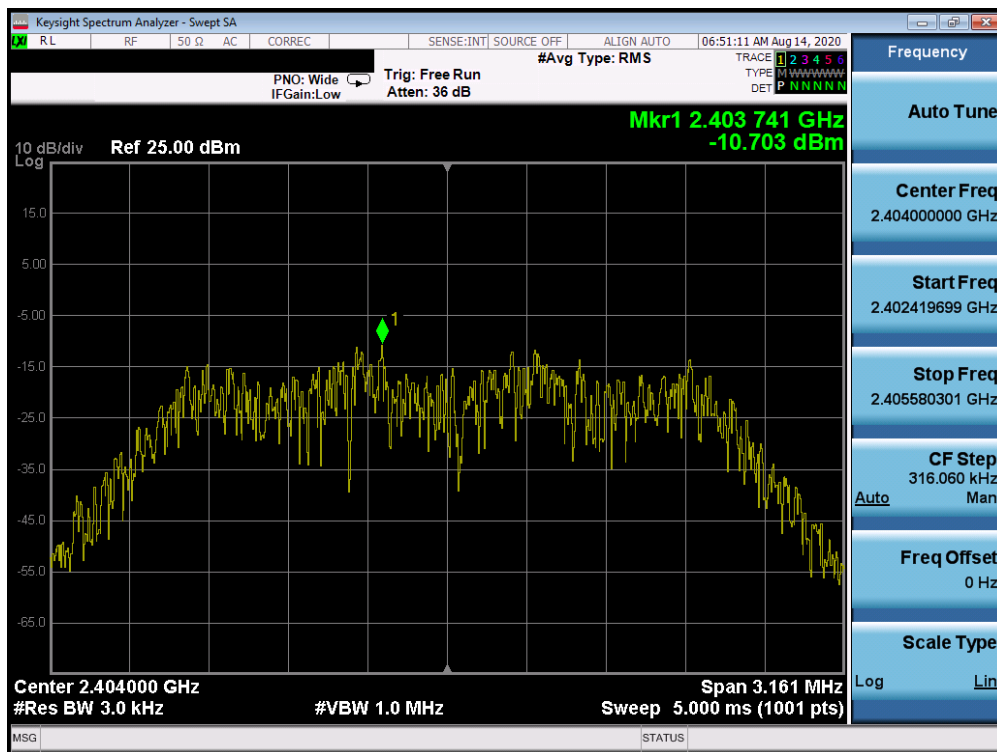 Keysight Spectrum Analyzer - Swept SA
LXI RL RF 50 Ω AC CORREC SENSE:INT SOURCE OFF ALIGN AUTO 06:51:11 AM Aug 14, 2020
#Avg Type: RMS
TRACE 1 2 3 4 5 6
PNO: Wide Trig: Free Run
TYPE M WWWWW
IFGain:Low Atten: 36 dB
DET P N N N N N
Mkr1 2.403 741 GHz
-10.703 dBm
10 dB/div Ref 25.00 dBm
Log
15.0
5.00
1
-5.00
-15.0
-25.0
-35.0
-45.0
-55.0
-65.0
Center 2.404000 GHz Span 3.161 MHz
#Res BW 3.0 kHz #VBW 1.0 MHz Sweep 5.000 ms (1001 pts)
MSG STATUS
Frequency
Auto Tune
Center Freq
2.404000000 GHz
Start Freq
2.402419699 GHz
Stop Freq
2.405580301 GHz
CF Step
316.060 kHz
Auto Man
Freq Offset
0 Hz
Scale Type
Log Lin